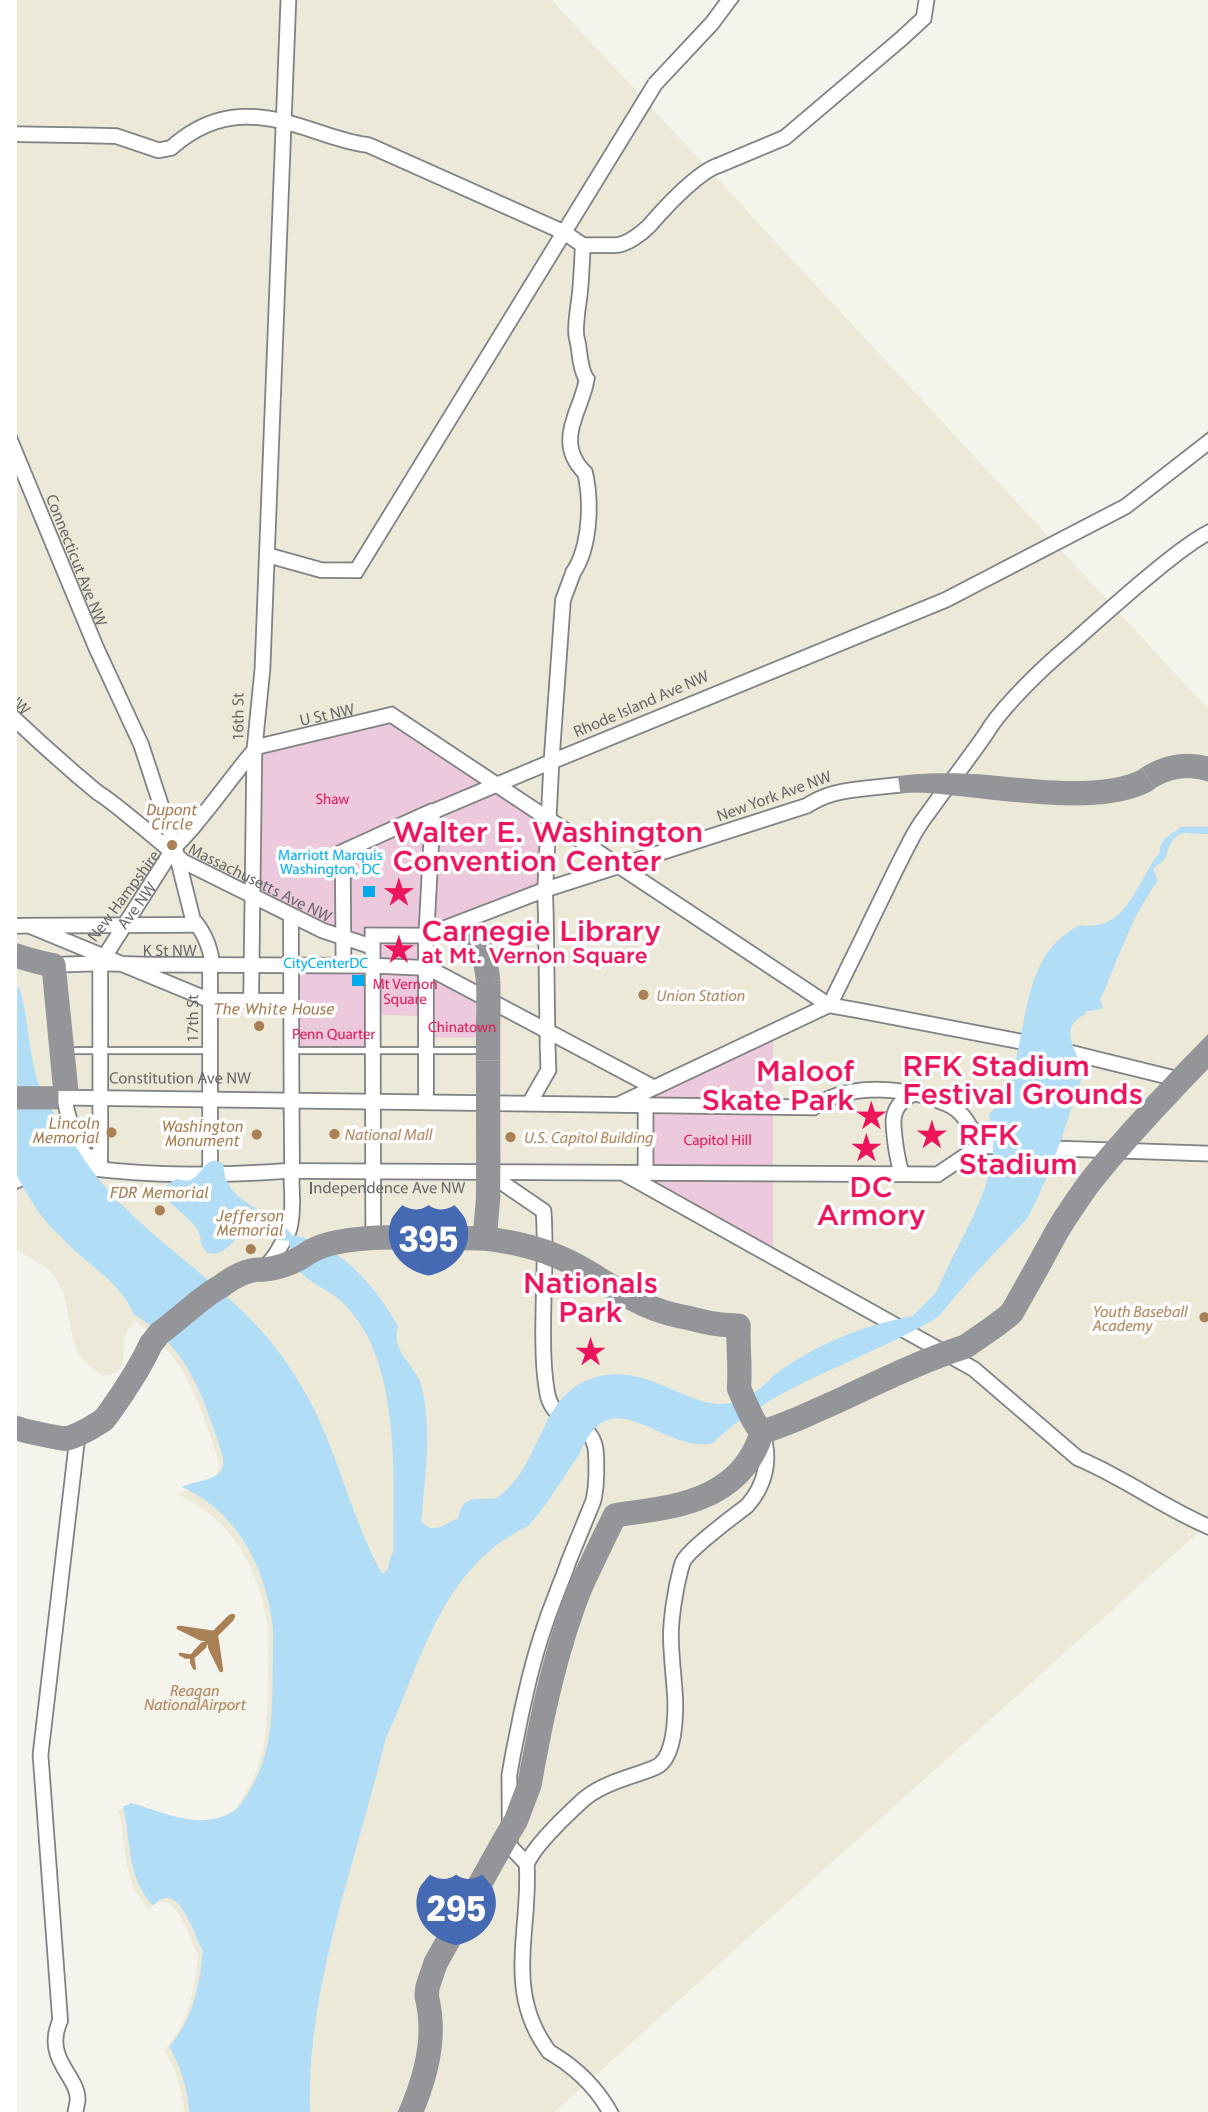 Connecticut Ave NW
16th St
U St NW
Rhode Island Ave NW
New York Ave NW
Shaw
Dupont
Circle
Walter E. Washington
Convention Center
Marriott Marquis
Washington, DC
Massachusetts Ave NW
New Hampshire
Ave NW
Carnegie Library
at Mt. Vernon Square
K St NW
CityCenterDC
Mt Vernon
Square
Union Station
17th St
The White House
Penn Quarter
Chinatown
Constitution Ave NW
Maloof
Skate Park
RFK Stadium
Festival Grounds
Lincoln
Memorial
Washington
Monument
National Mall
U.S. Capitol Building
Capitol Hill
RFK
Stadium
DC
Armory
Independence Ave NW
FDR Memorial
Jefferson
Memorial
395
Nationals
Park
Youth Baseball
Academy
Reagan
NationalAirport
295